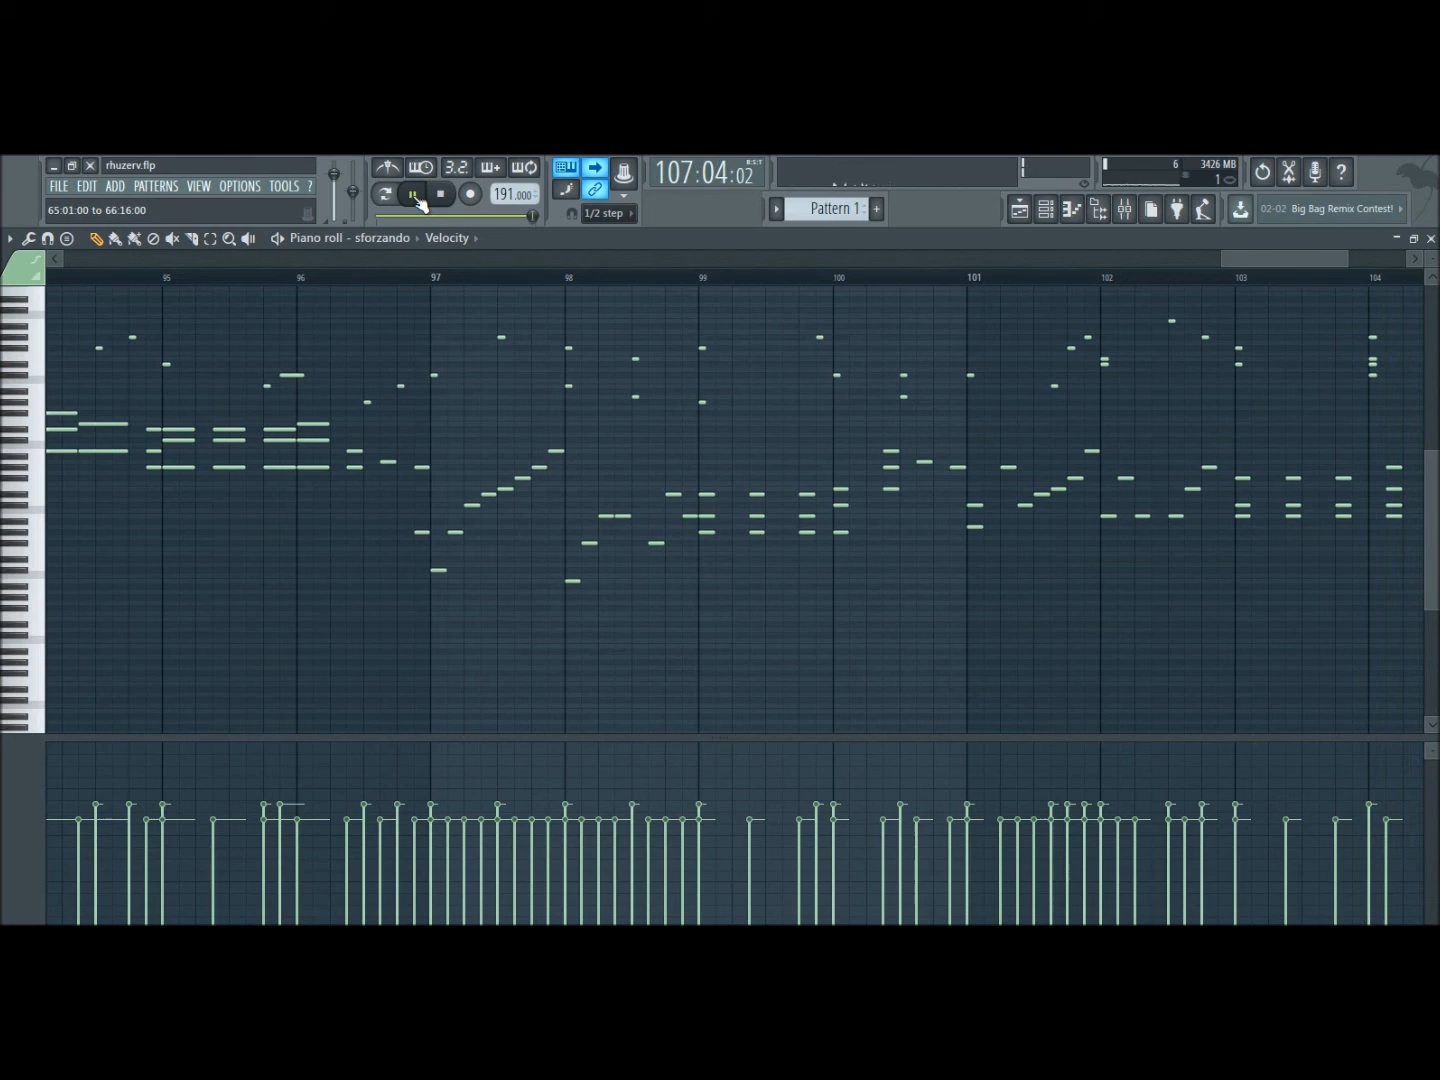 rhuzerv.flp
FILE EDIT ADD PATTERNS VIEW OPTIONS TOOLS ?
65:01:00 to 66:16:00
3.2.
191.000
1/2 step
107:04:02
B:S:T
Pattern 1
6
3426 MB
1
02-02 Big Bag Remix Contest!
Piano roll - sforzando Velocity
95 96 97 98 99 100 101 102 103 104